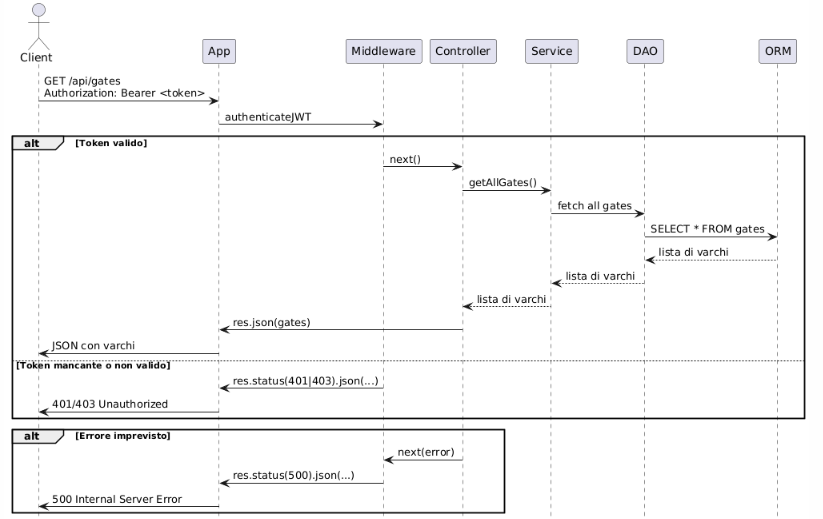 Client
App
Middleware
Controller
Service
DAO
ORM
GET /api/gates
Authorization: Bearer <token>
authenticateJWT
alt
[Token valido]
next()
getAllGates()
fetch all gates
SELECT * FROM gates
lista di varchi
lista di varchi
lista di varchi
res.json(gates)
JSON con varchi
[Token mancante o non valido]
res.status(401|403).json(...)
401/403 Unauthorized
alt
[Errore imprevisto]
next(error)
res.status(500).json(...)
500 Internal Server Error